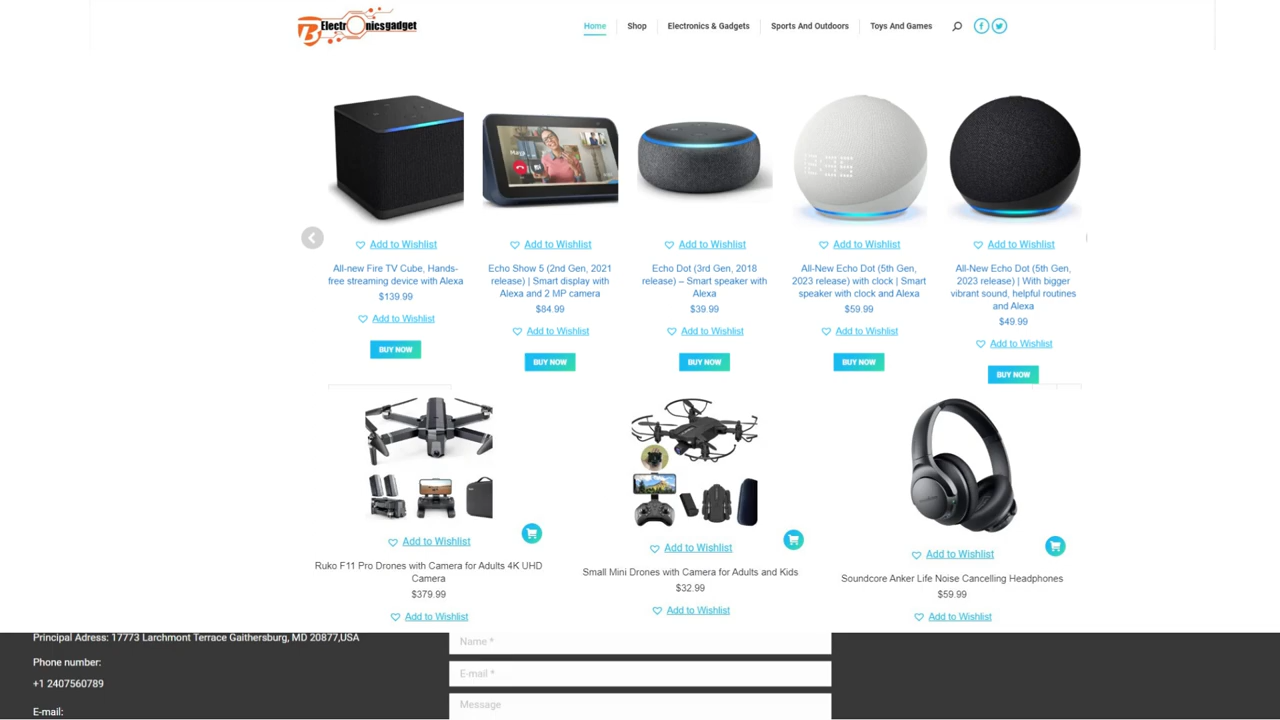 B Electronicsgadget
Home Shop Electronics & Gadgets Sports And Outdoors Toys And Games
Add to Wishlist Add to Wishlist Add to Wishlist Add to Wishlist Add to Wishlist
All-new Fire TV Cube, Hands-
free streaming device with Alexa
$139.99
Add to Wishlist
BUY NOW
Echo Show 5 (2nd Gen, 2021
release) | Smart display with
Alexa and 2 MP camera
$84.99
Add to Wishlist
BUY NOW
Echo Dot (3rd Gen, 2018
release) – Smart speaker with
Alexa
$39.99
Add to Wishlist
BUY NOW
All-New Echo Dot (5th Gen,
2023 release) with clock | Smart
speaker with clock and Alexa
$59.99
Add to Wishlist
BUY NOW
All-New Echo Dot (5th Gen,
2023 release) | With bigger
vibrant sound, helpful routines
and Alexa
$49.99
Add to Wishlist
BUY NOW
Add to Wishlist
Ruko F11 Pro Drones with Camera for Adults 4K UHD
Camera
$379.99
Add to Wishlist
Add to Wishlist
Small Mini Drones with Camera for Adults and Kids
$32.99
Add to Wishlist
Add to Wishlist
Soundcore Anker Life Noise Cancelling Headphones
$59.99
Add to Wishlist
Principal Adress: 17773 Larchmont Terrace Gaithersburg, MD 20877,USA
Phone number:
+1 2407560789
E-mail:
Name *
E-mail *
Message